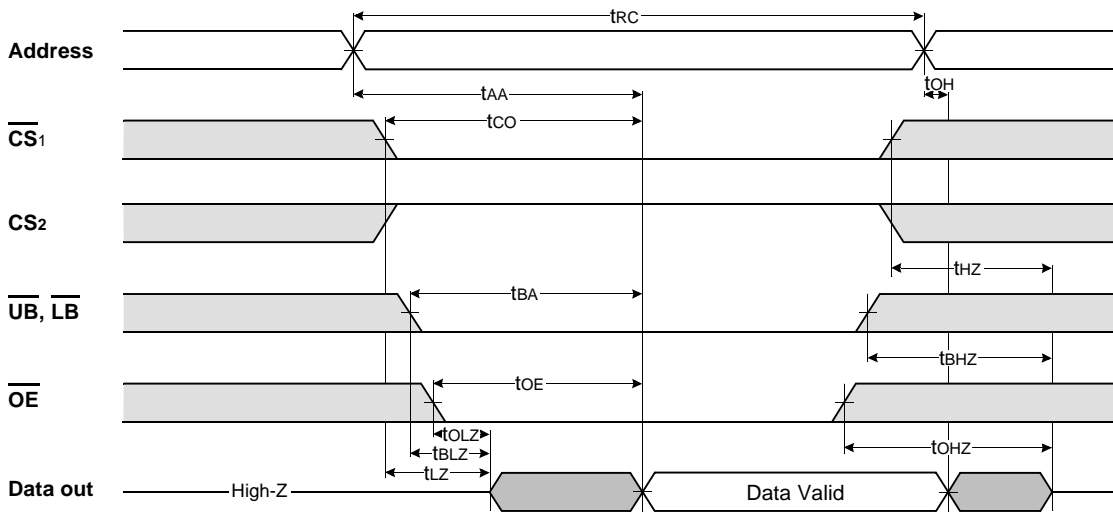 tRC
Address
tOH
tAA
tCO
CS1
CS2
tHZ
tBA
UB, LB
tBHZ
tOE
OE
tOLZ
tBLZ
tOHZ
tLZ
Data out
High-Z
Data Valid